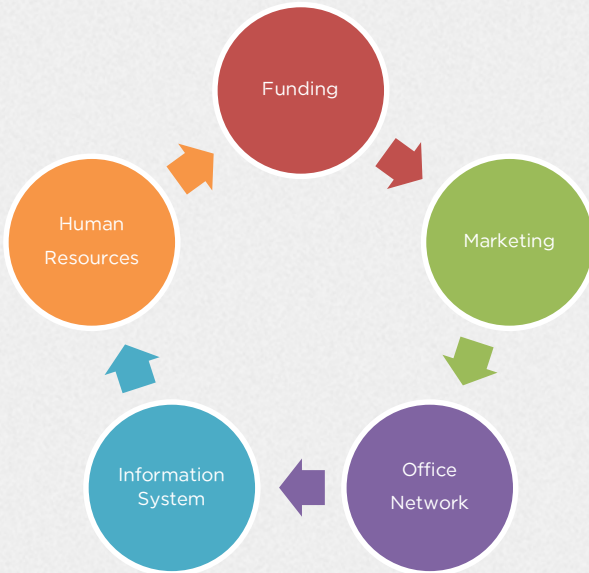 Funding
Marketing
Office
Network
Information
System
Human
Resources